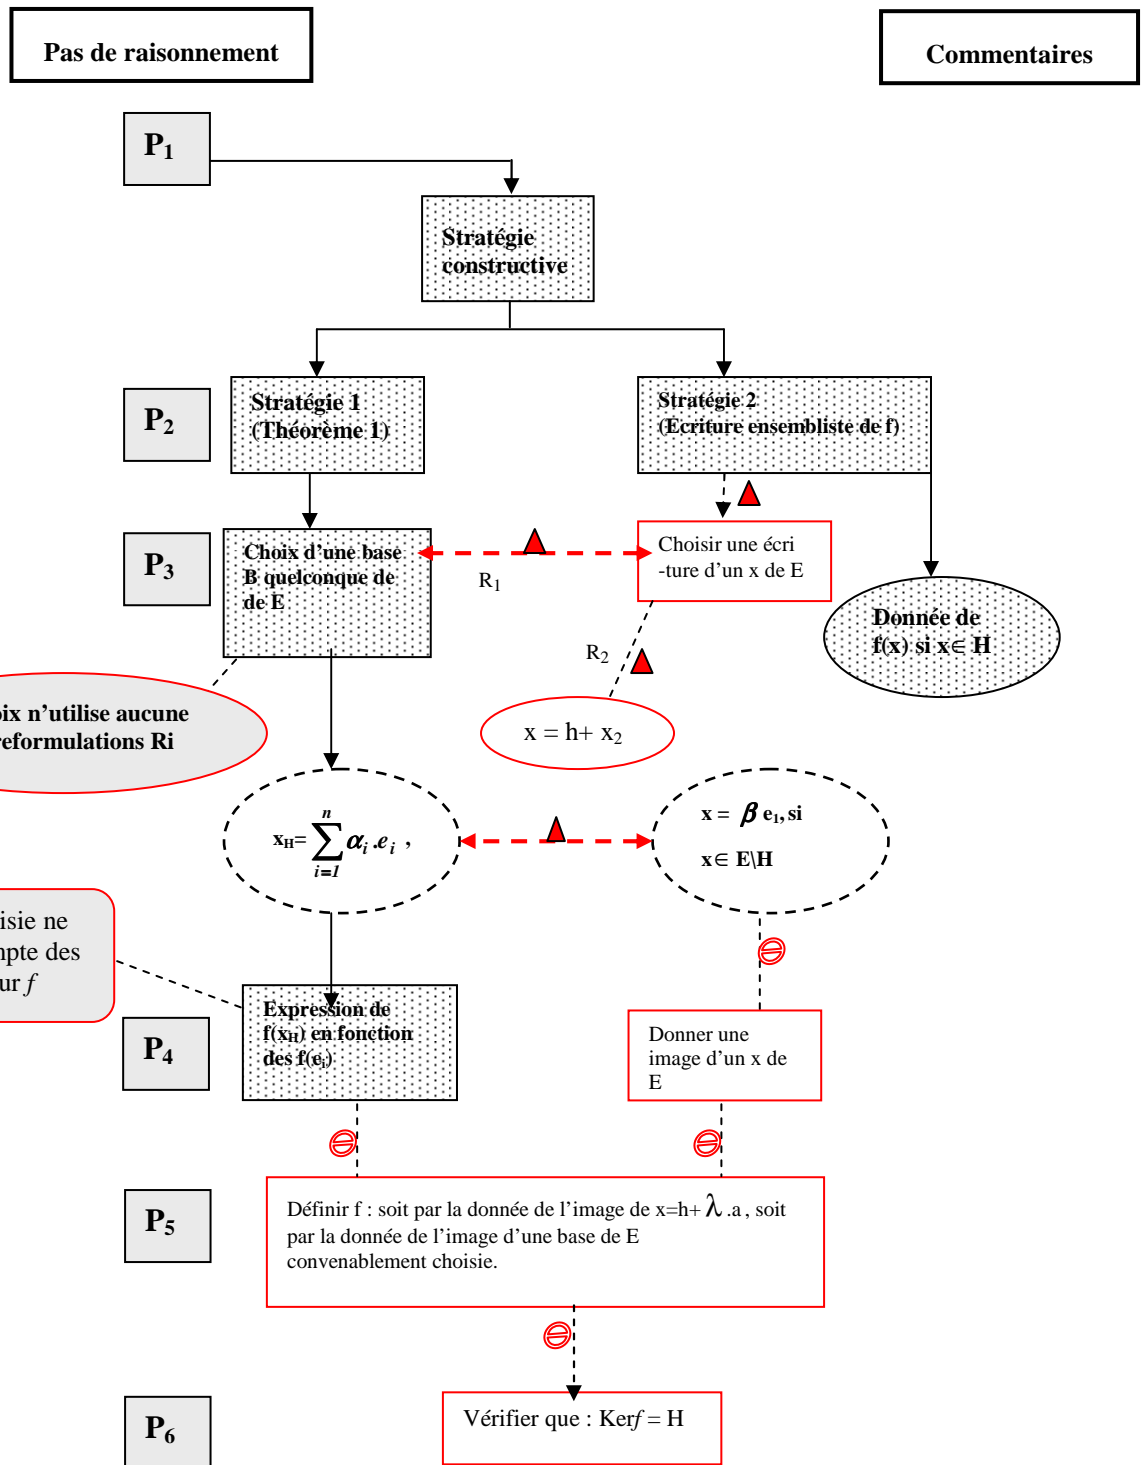 Pas de raisonnement
Commentaires
P1
Stratégie
constructive
P2
Stratégie 1
(Théorème 1)
Stratégie 2
(Ecriture ensembliste de f)
P3
Choix d'une base
B quelconque de
de E
R1
Choisir une écri
-ture d'un x de E
Donnée de
f(x) si x∈ H
R2
oix n'utilise aucune
reformulations Ri
x = h+ x2
xH= ∑ i=1 n αi .ei ,
x = β e1, si
x∈ E\H
isie ne
mpte des
ur f
P4
Expression de
f(xH) en fonction
des f(ei)
Donner une
image d'un x de
E
P5
Définir f : soit par la donnée de l'image de x=h+ λ .a , soit
par la donnée de l'image d'une base de E
convenablement choisie.
P6
Vérifier que : Kerf = H